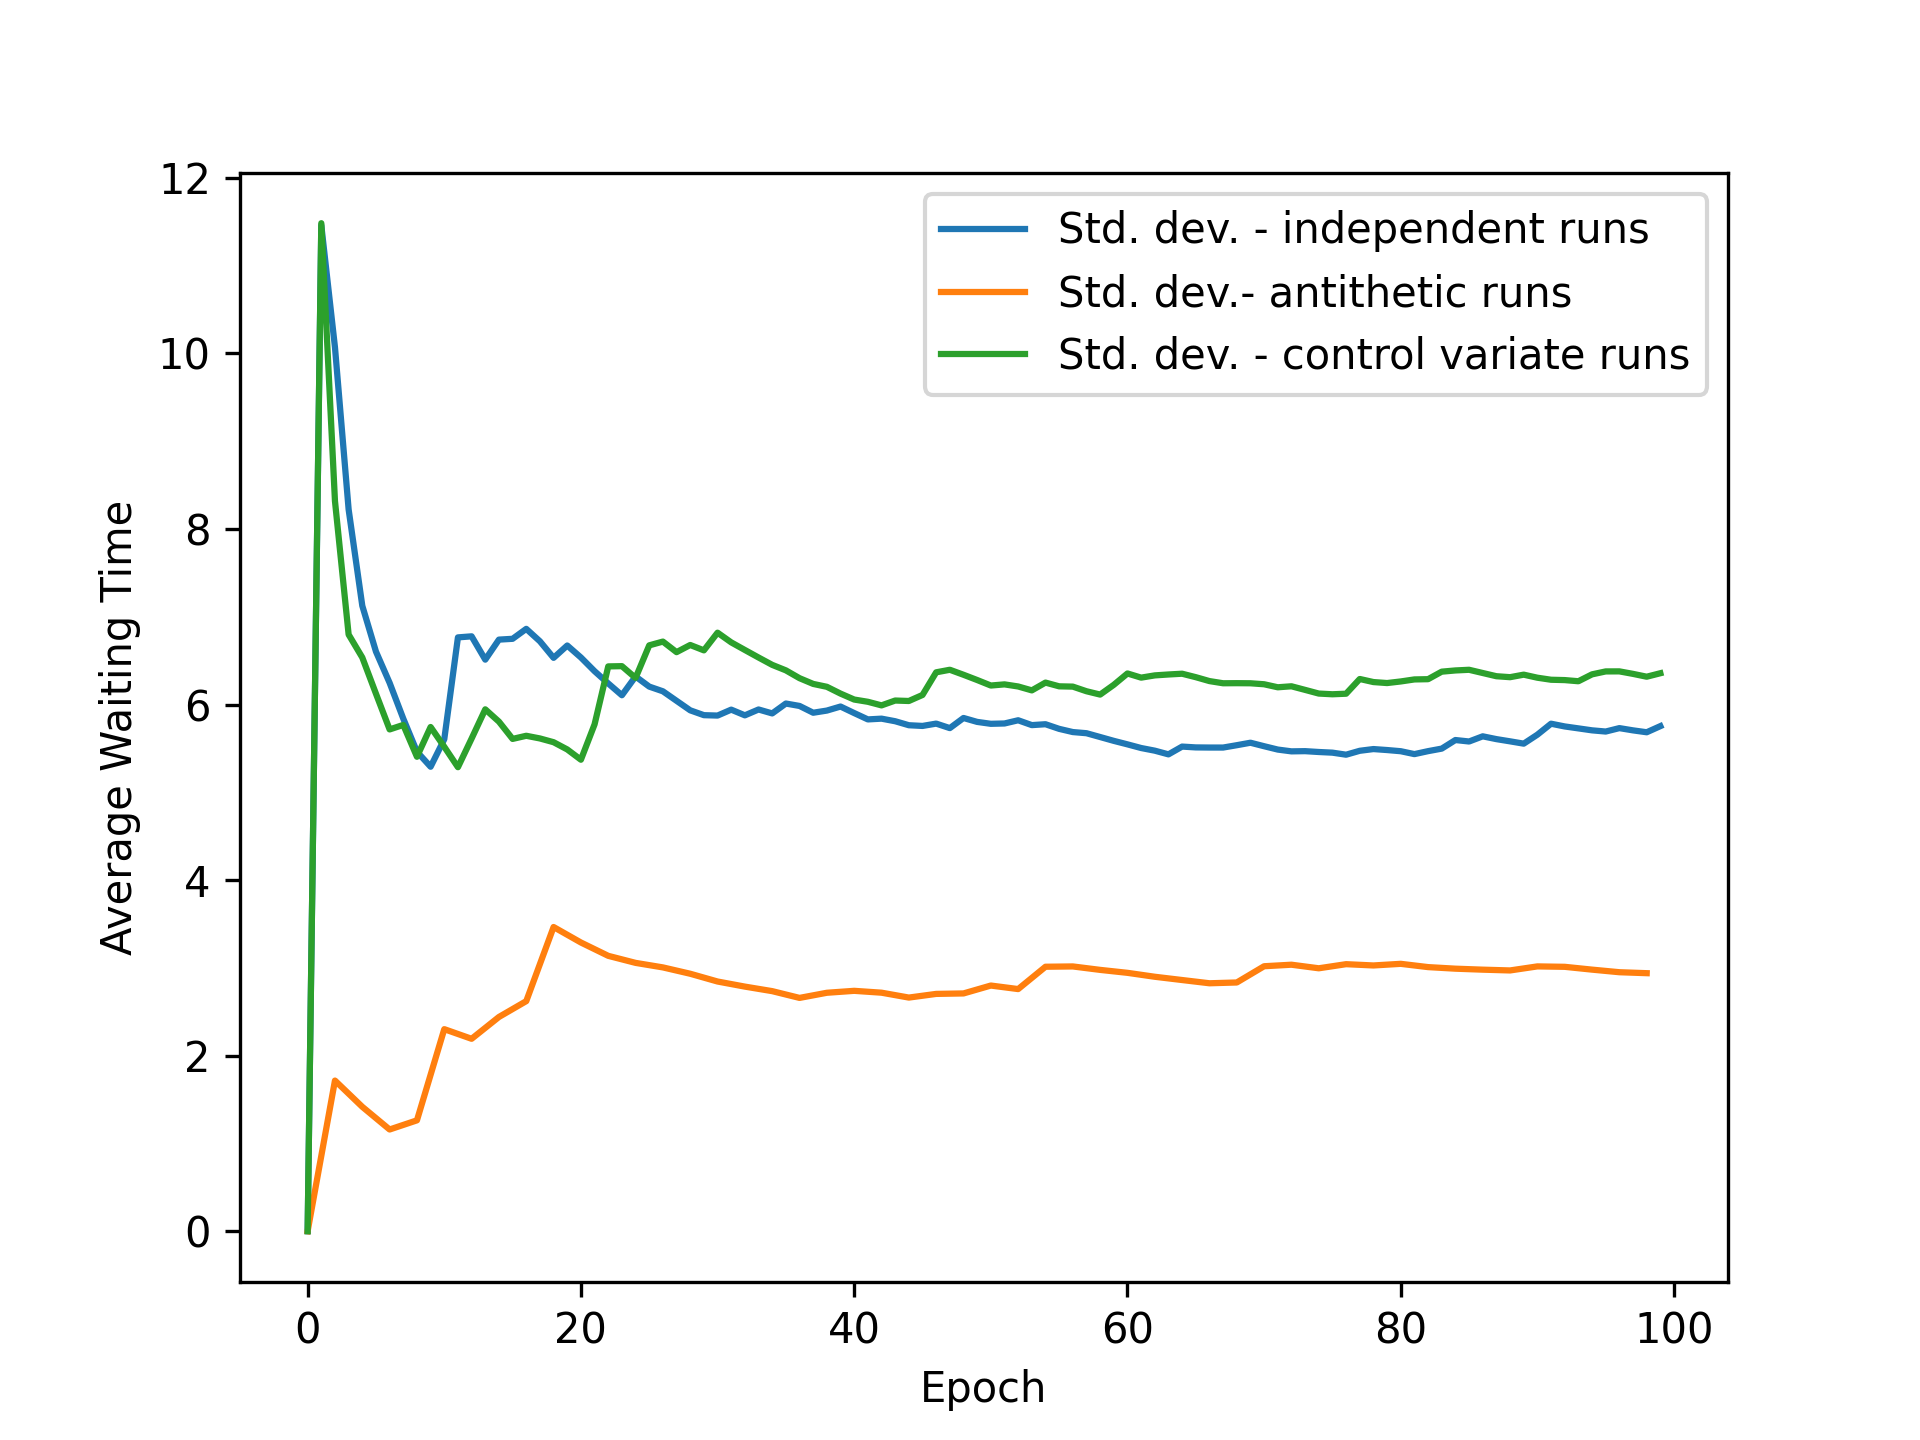 12
10
8
6
4
2
0
Average Waiting Time
Std. dev. - independent runs
Std. dev.- antithetic runs
Std. dev. - control variate runs
0 20 40 60 80 100
Epoch